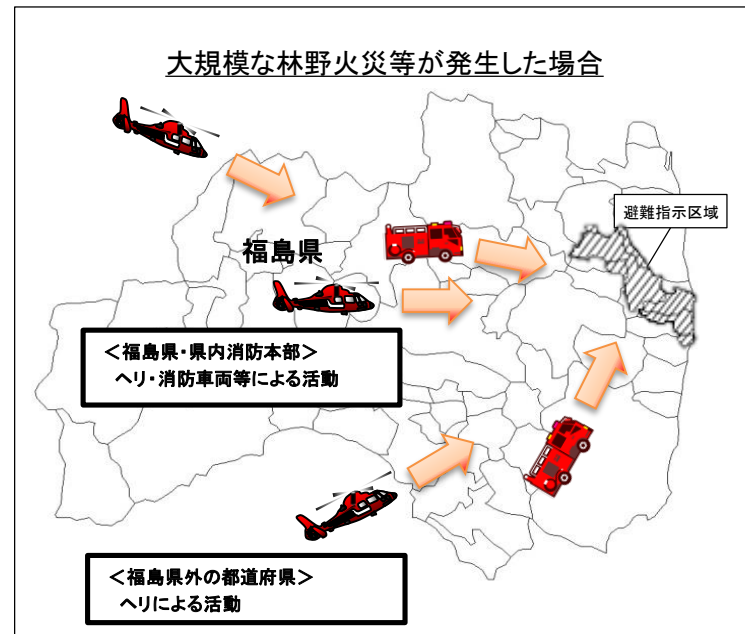 大規模な林野火災等が発生した場合
避難指示区域
福島県
＜福島県・県内消防本部＞
ヘリ・消防車両等による活動
＜福島県外の都道府県＞
ヘリによる活動